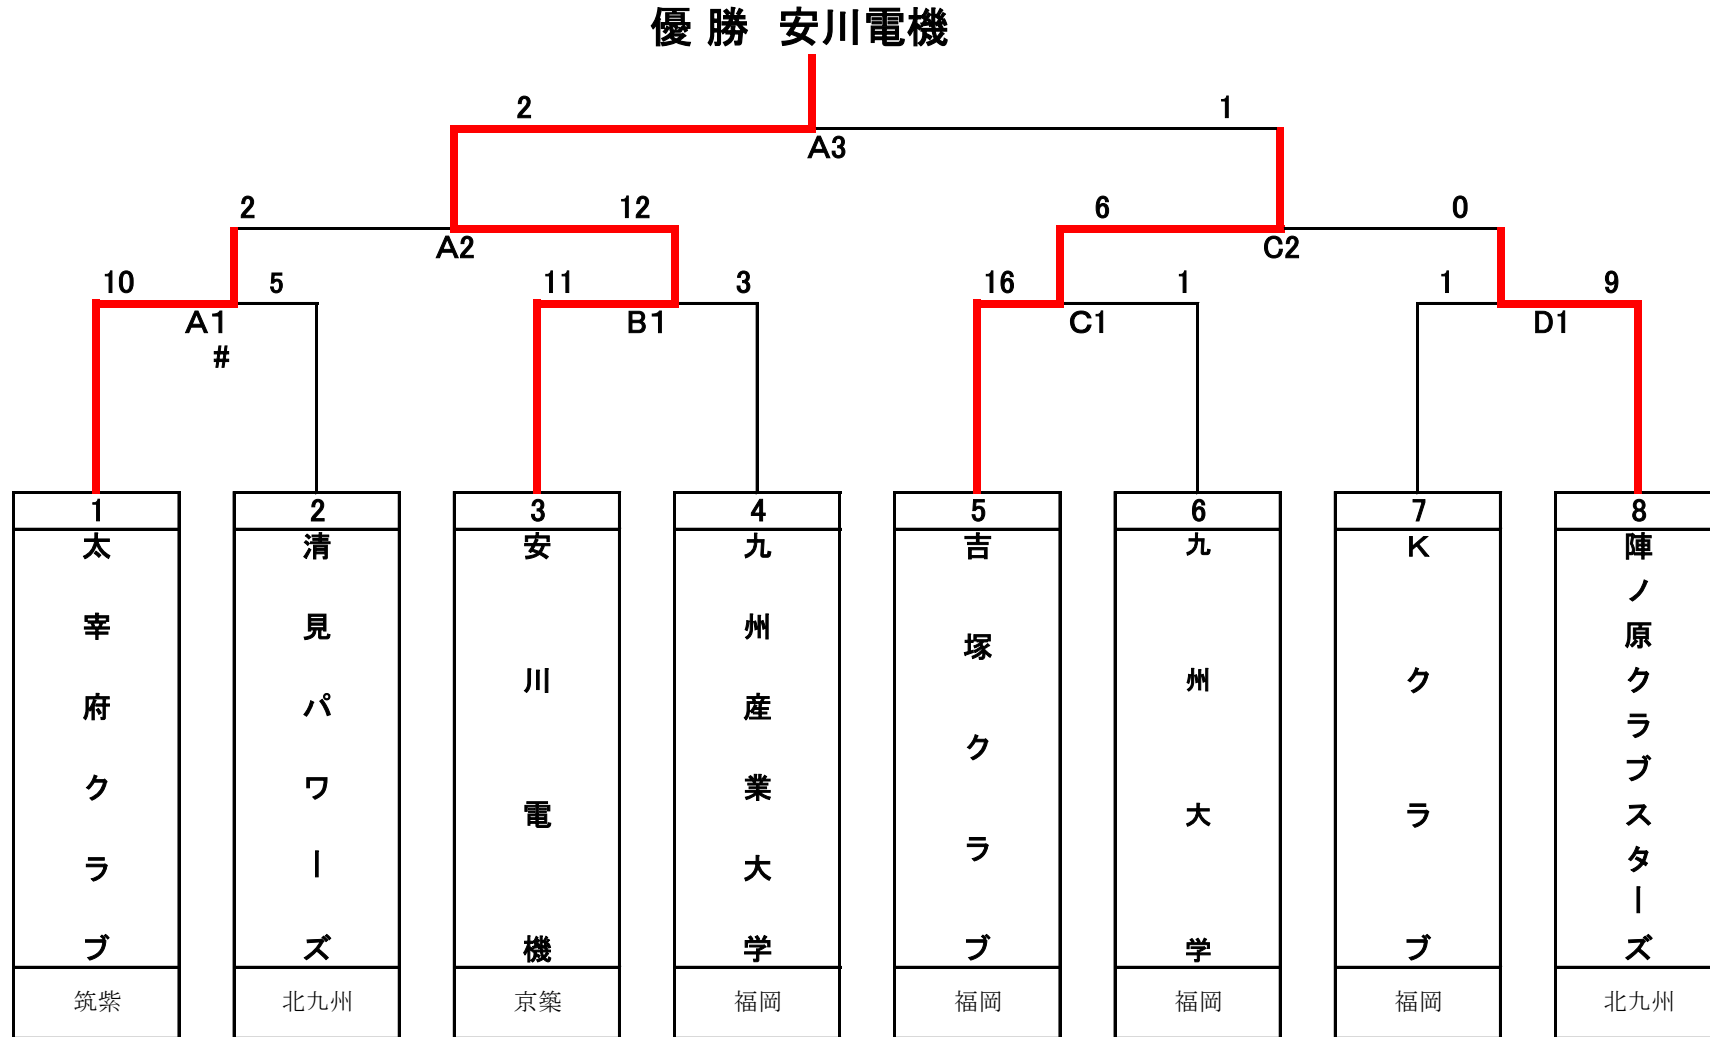 優勝 安川電機
2 1
A3
2 12 6 0
A2 C2
10 5 11 3 16 1 1 9
A1 B1 C1 D1
#
1 2 3 4 5 6 7 8
太宰府クラブ
清見パワーズ
安川電機
九州産業大学
吉塚クラブ
九州大学
Kクラブ
陣ノ原クラブスターズ
筑紫 北九州 京築 福岡 福岡 福岡 福岡 北九州